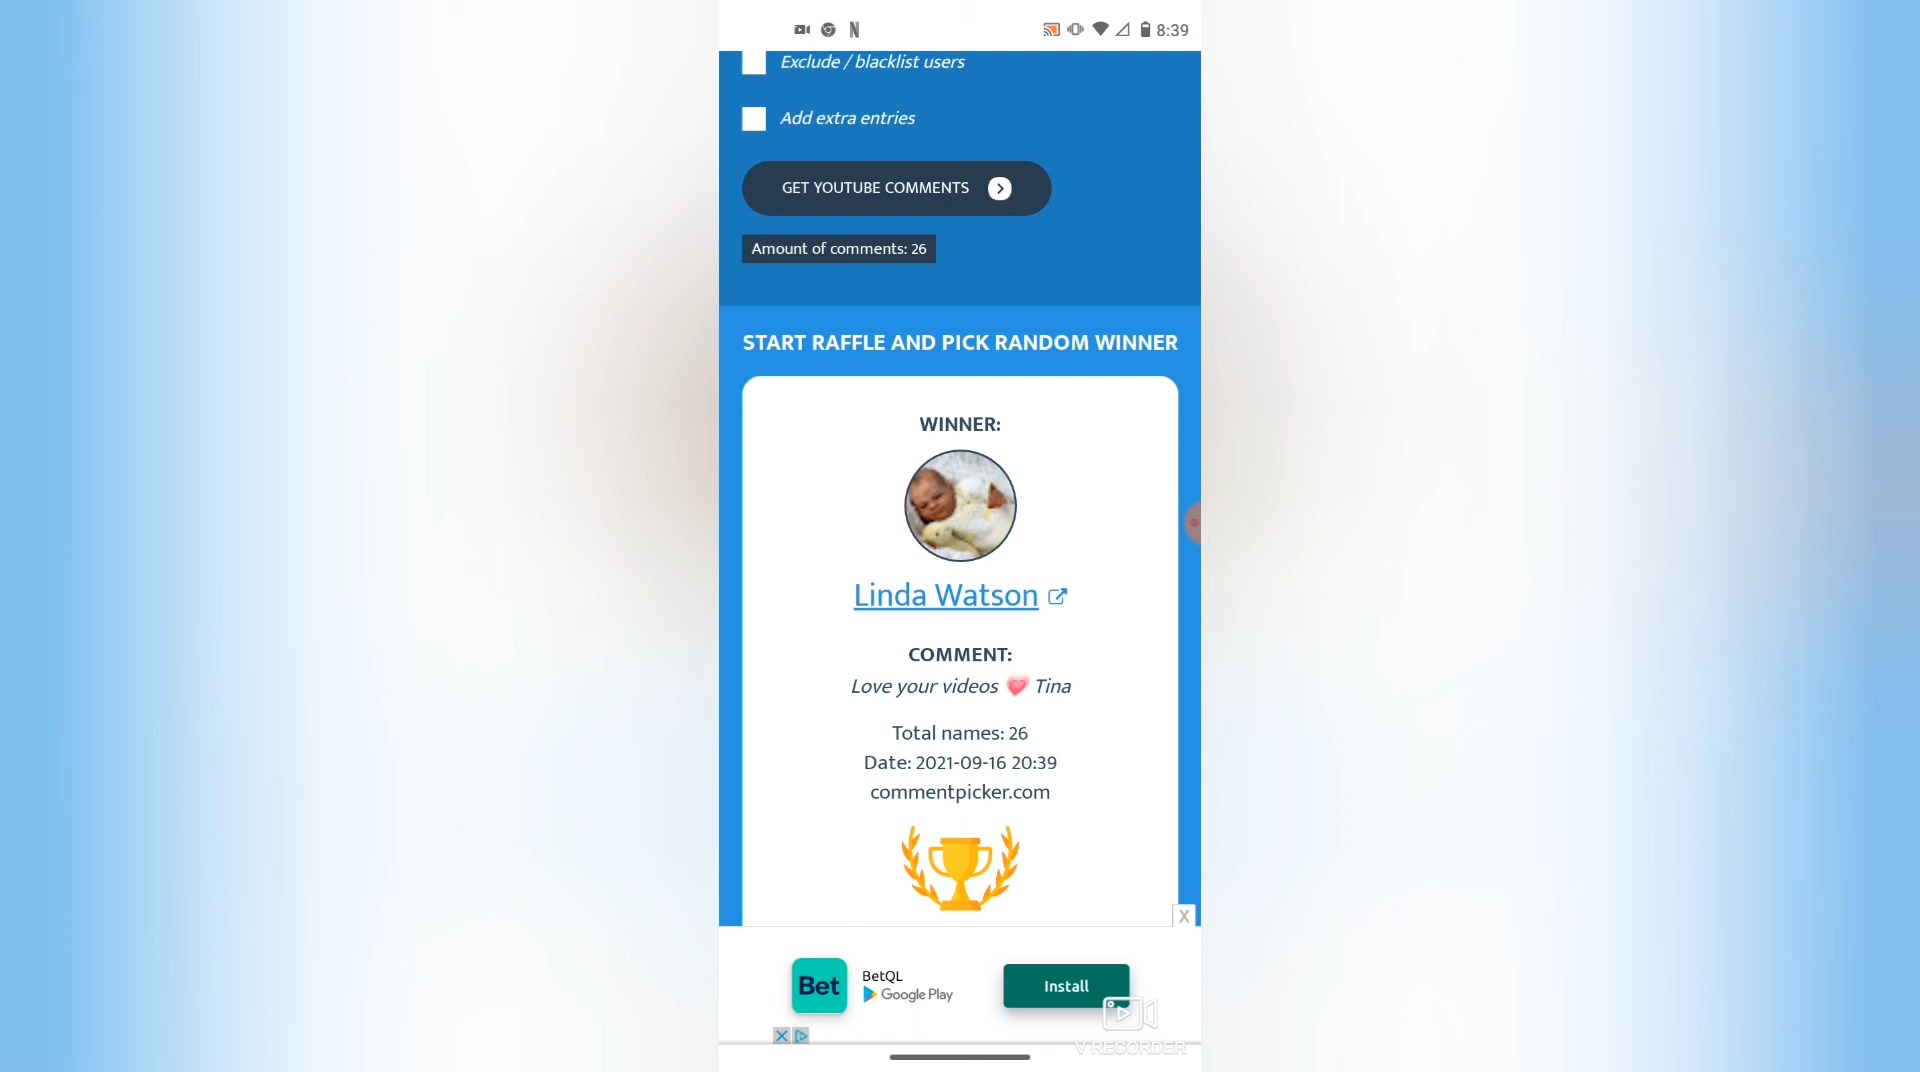 8:39
Exclude / blacklist users
Add extra entries
GET YOUTUBE COMMENTS
Amount of comments: 26
START RAFFLE AND PICK RANDOM WINNER
WINNER:
Linda Watson
COMMENT:
Love your videos 💗 Tina
Total names: 26
Date: 2021-09-16 20:39
commentpicker.com
X
Bet
BetQL
Google Play
Install
V RECORDER